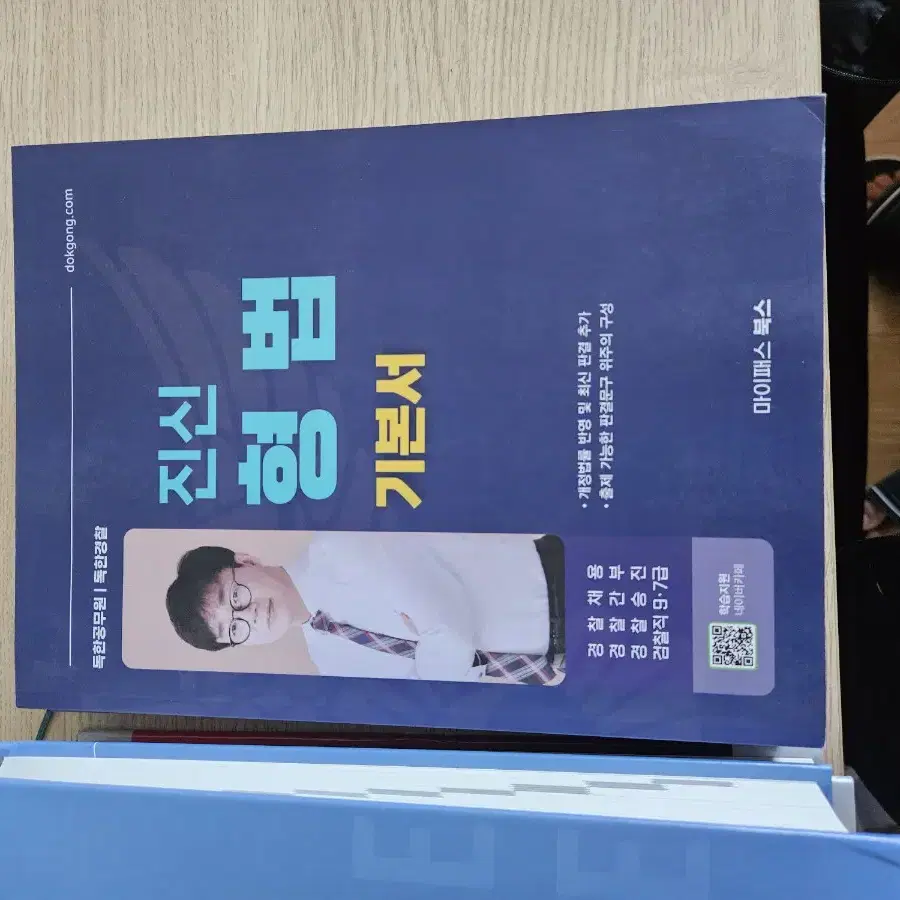 독한공무원 | 독한경찰
dokgong.com
진신
형법
기본서
· 개정법률 반영 및 최신 판결 추가
· 출제 가능한 판결문구 위주의 구성
경찰채용
경찰간부
경찰승진
검찰직 9·7급
학습지원
네이버카페
마이패스 북스
E
E